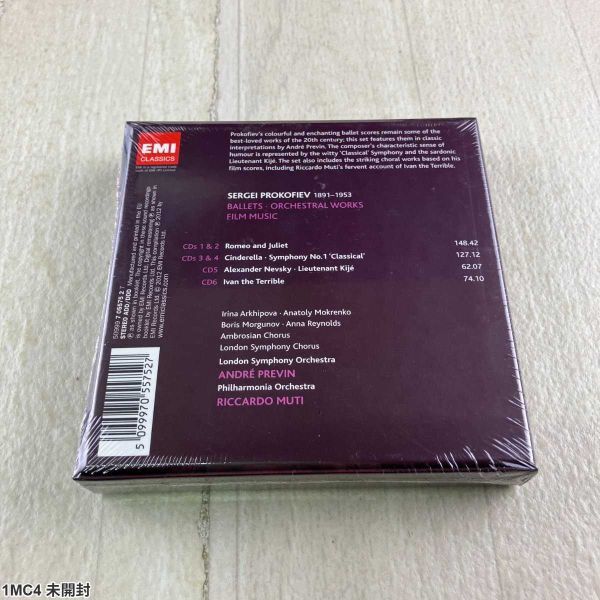 EMI
CLASSICS
Prokofiev's colourful and enchanting ballet scores remain some of the
best-loved works of the 20th century; this set features them in classic
interpretations by André Previn. The composer's characteristic sense of
humour is represented by the witty 'Classical' Symphony and the sardonic
Lieutenant Kijé. The set also includes the striking choral works based on his
film scores, including Riccardo Muti's fervent account of Ivan the Terrible.
SERGEI PROKOFIEV 1891–1953
BALLETS · ORCHESTRAL WORKS
FILM MUSIC
CDs 1 & 2 Romeo and Juliet 148.42
CDs 3 & 4 Cinderella · Symphony No.1 'Classical' 127.12
CD5 Alexander Nevsky · Lieutenant Kijé 62.07
CD6 Ivan the Terrible 74.10
Irina Arkhipova · Anatoly Mokrenko
Boris Morgunov · Anna Reynolds
Ambrosian Chorus
London Symphony Chorus
London Symphony Orchestra
ANDRÉ PREVIN
Philharmonia Orchestra
RICCARDO MUTI
5 099970 557527
1MC4 未開封